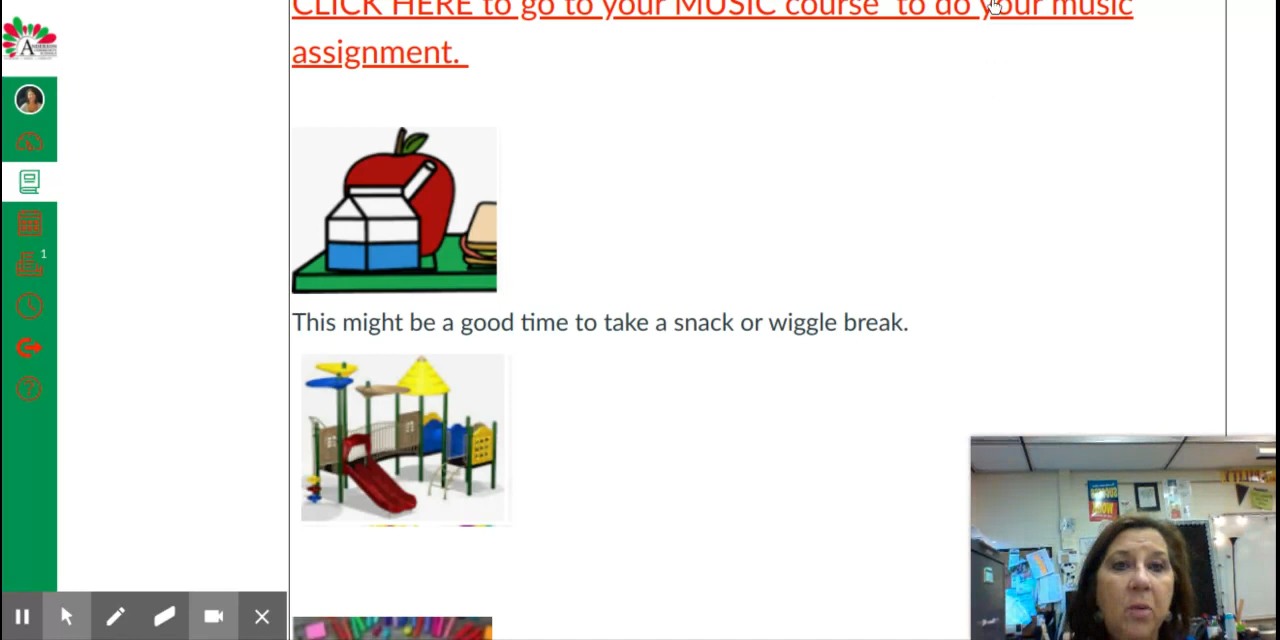 CLICK HERE to go to your MUSIC course to do your music
assignment.
1
This might be a good time to take a snack or wiggle break.